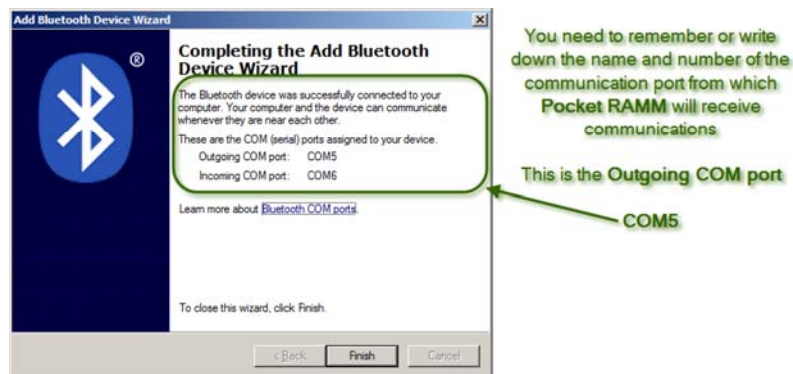 Add Bluetooth Device Wizard
®
Completing the Add Bluetooth
Device Wizard
The Bluetooth device was successfully connected to your
computer. Your computer and the device can communicate
whenever they are near each other.
These are the COM (serial) ports assigned to your device.
Outgoing COM port: COM5
Incoming COM port: COM6
Learn more about Bluetooth COM ports.
To close this wizard, click Finish.
< Back
Finish
Cancel
You need to remember or write
down the name and number of the
communication port from which
Pocket RAMM will receive
communications
This is the Outgoing COM port
COM5